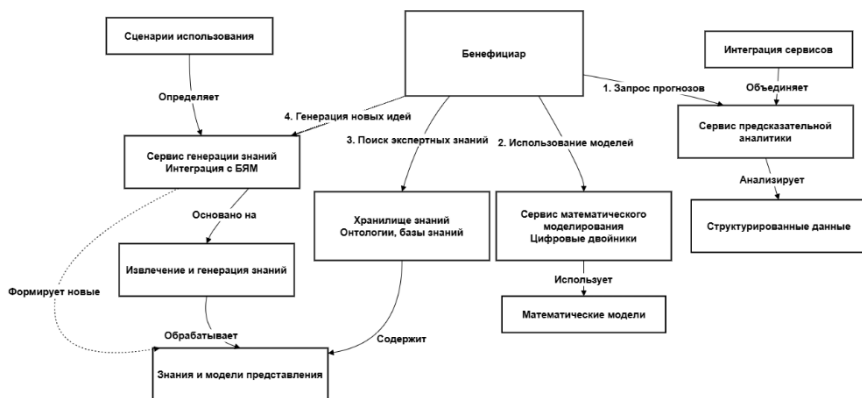 Сценарии использования
Бенефициар
Интеграция сервисов
1. Запрос прогнозов
Объединяет
Определяет
4. Генерация новых идей
3. Поиск экспертных знаний
2. Использование моделей
Сервис предсказательной
аналитики
Сервис генерации знаний
Интеграция с БЯМ
Анализирует
Основано на
Хранилище знаний
Онтологии, базы знаний
Сервис математического
моделирования
Цифровые двойники
Структурированные данные
Извлечение и генерация знаний
Использует
Формирует новые
Математические модели
Обрабатывает
Содержит
Знания и модели представления